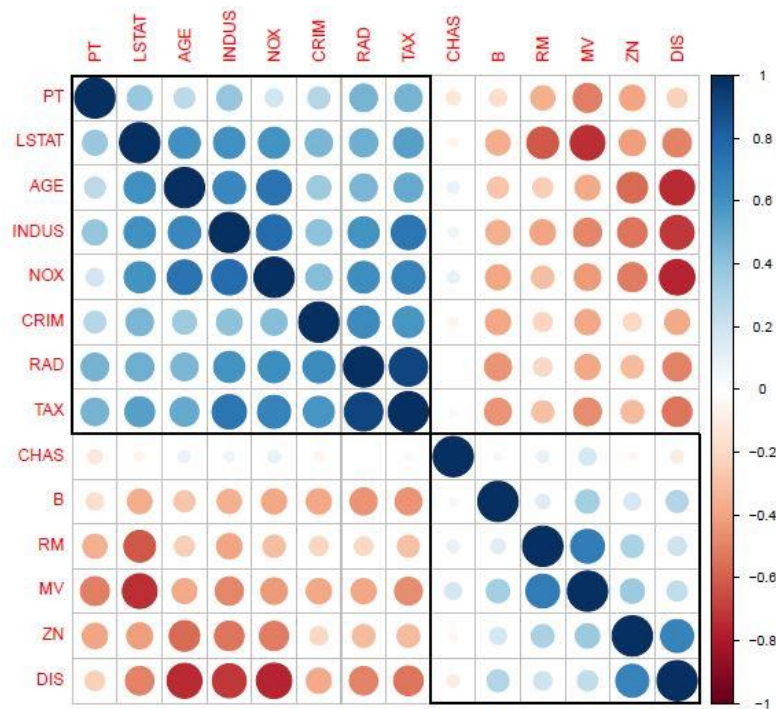 PT LSTAT AGE INDUS NOX CRIM RAD TAX CHAS B RM MV ZN DIS
PT
LSTAT
AGE
INDUS
NOX
CRIM
RAD
TAX
CHAS
B
RM
MV
ZN
DIS
1
0.8
0.6
0.4
0.2
0
−0.2
−0.4
−0.6
−0.8
−1